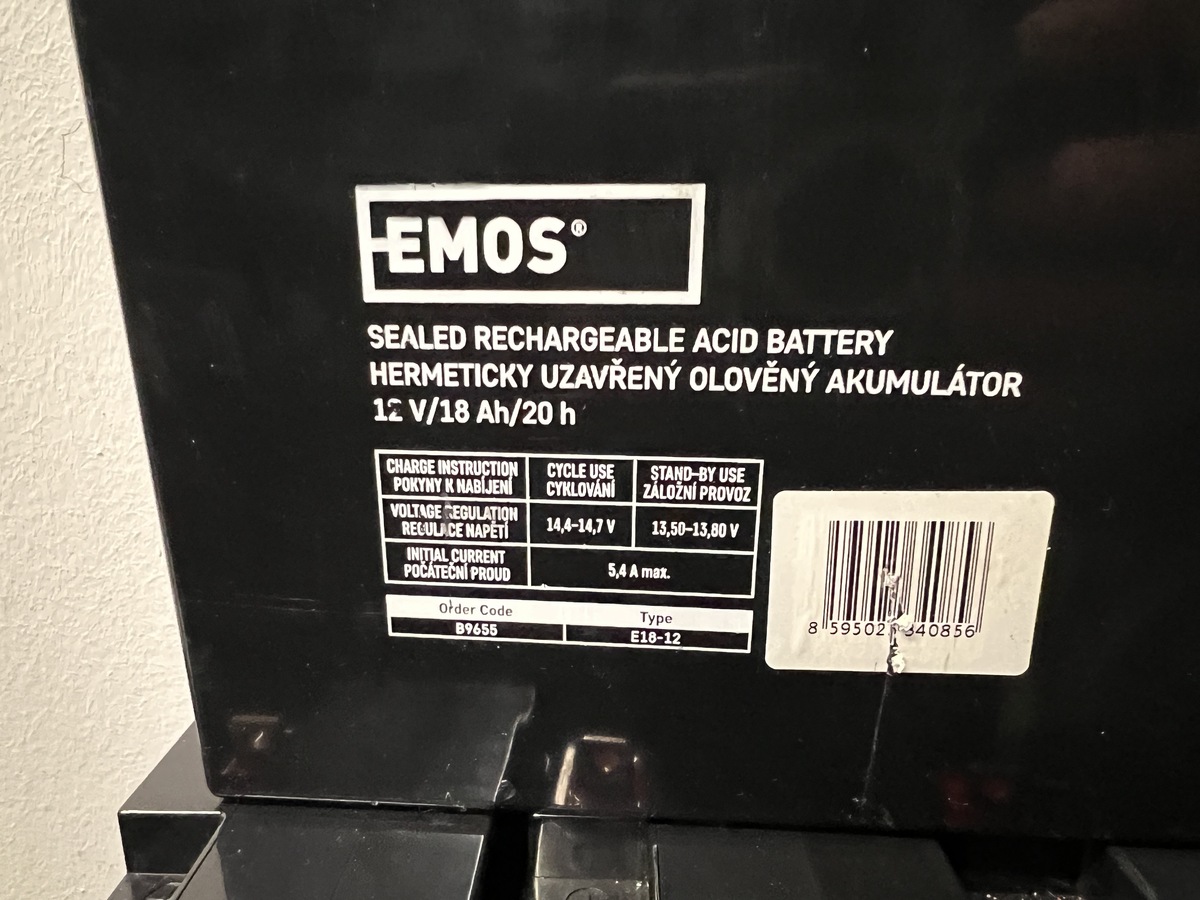 EMOS®
SEALED RECHARGEABLE ACID BATTERY
HERMETICKY UZAVŘENÝ OLOVĚNÝ AKUMULÁTOR
12 V/18 Ah/20 h
CHARGE INSTRUCTION
POKYNY K NABÍJENÍ
CYCLE USE
CYKLOVÁNÍ
STAND-BY USE
ZÁLOŽNÍ PROVOZ
VOLTAGE REGULATION
REGULACE NAPĚTÍ
14,4-14,7 V
13,50-13,80 V
INITIAL CURRENT
POČÁTEČNÍ PROUD
5,4 A max.
Order Code
Type
B9655
E18-12